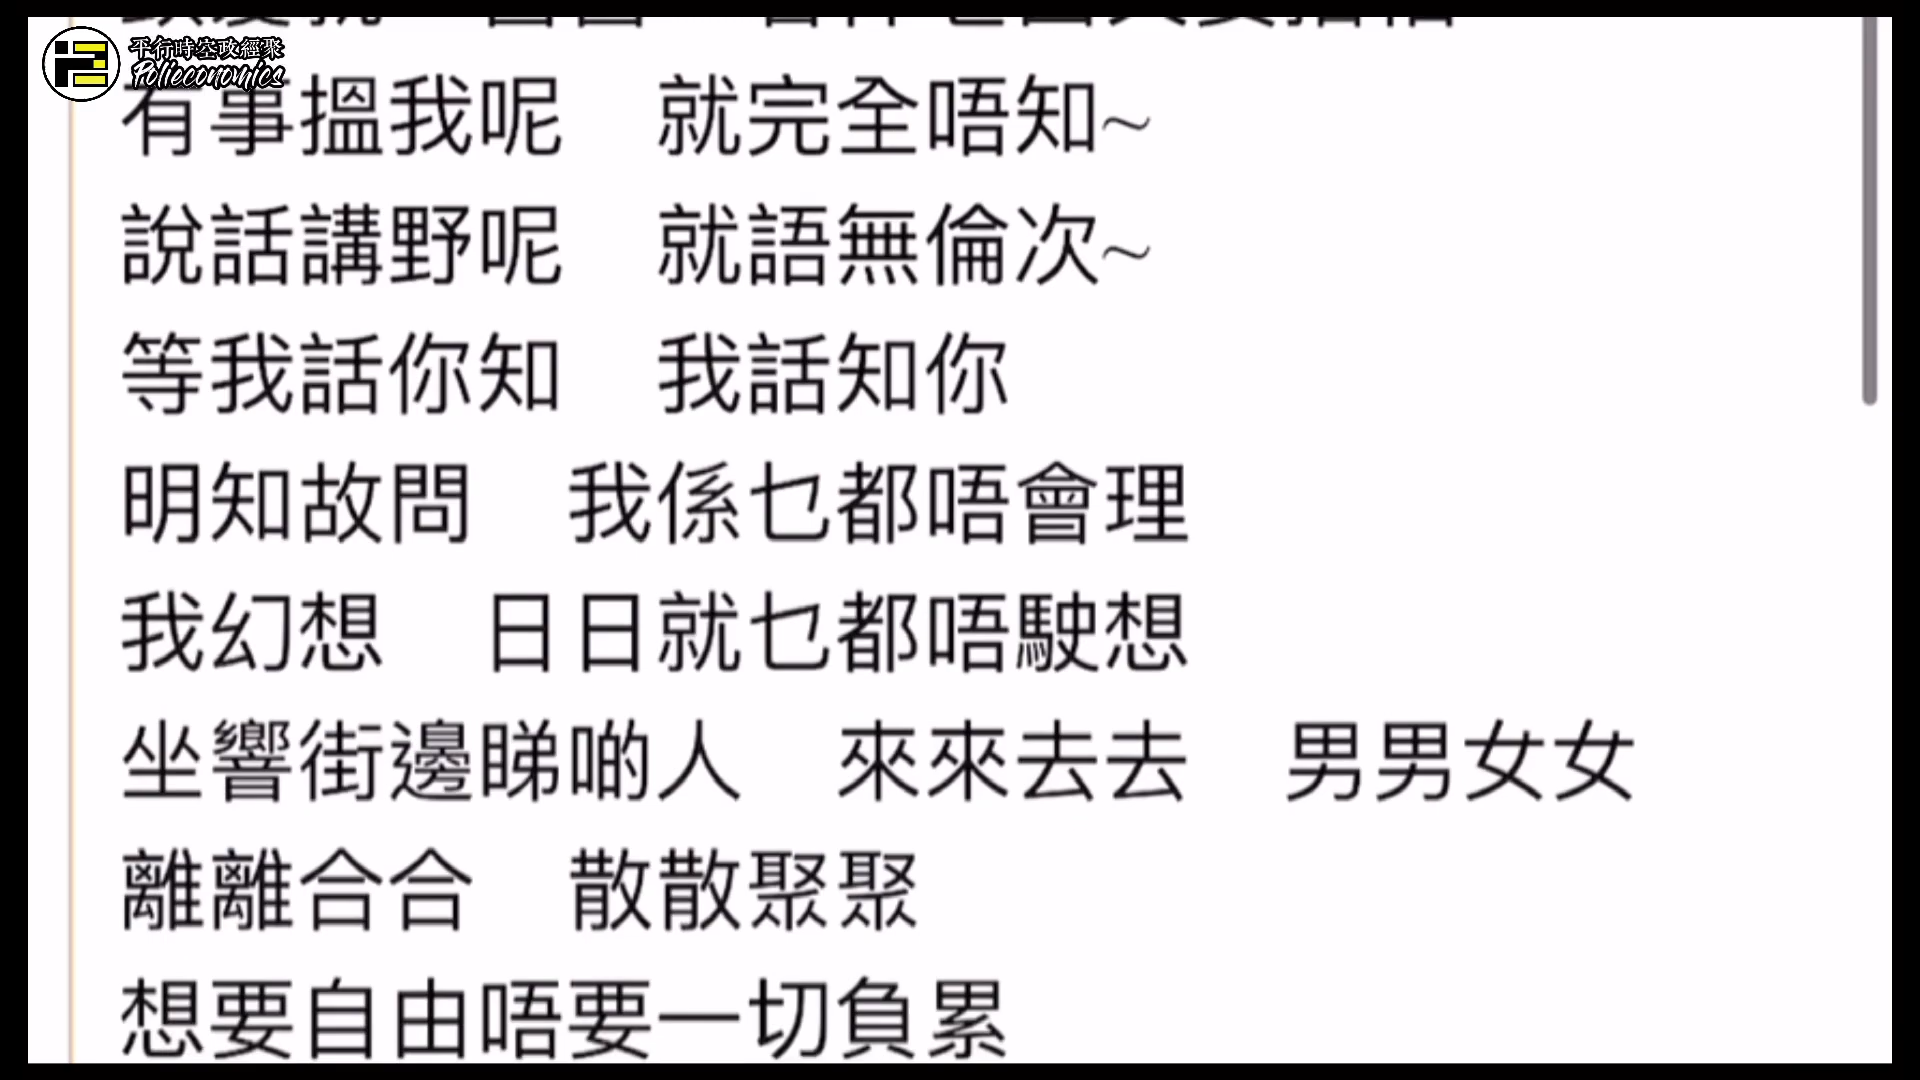 平行時空政經聚
Polieconomics
有事搵我呢　就完全唔知~
說話講野呢　就語無倫次~
等我話你知　我話知你
明知故問　我係乜都唔會理
我幻想　日日就乜都唔駛想
坐響街邊睇啲人　來來去去　男男女女
離離合合　散散聚聚
想要自由唔要一切負累